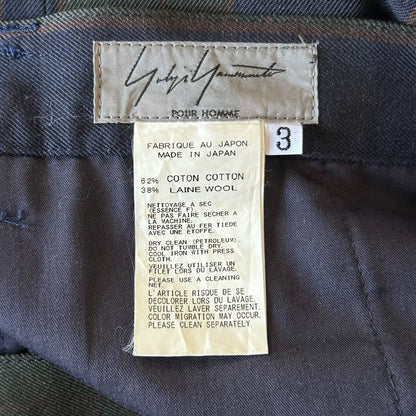 Yohji Yamamoto
POUR HOMME
3
FABRIQUE AU JAPON
MADE IN JAPAN
62% COTON COTTON
38% LAINE WOOL
NETTOYAGE A SEC
(ESSENCE F).
NE PAS FAIRE SECHER A
LA MACHINE.
REPASSER AU FER TIEDE
AVEC UNE ETOFFE.
DRY CLEAN (PETROLEUM).
DO NOT TUMBLE DRY.
COOL IRON WITH PRESS
CLOTH.
VEUILLEZ UTILISER UN
FILET LORS DU LAVAGE.
PLEASE USE A CLEANING
NET.
L'ARTICLE RISQUE DE SE
DECOLORER LORS DU LAVAGE.
VEUILLEZ LAVER SEPAREMENT.
COLOR MIGRATION MAY OCCUR.
PLEASE CLEAN SEPARATELY.